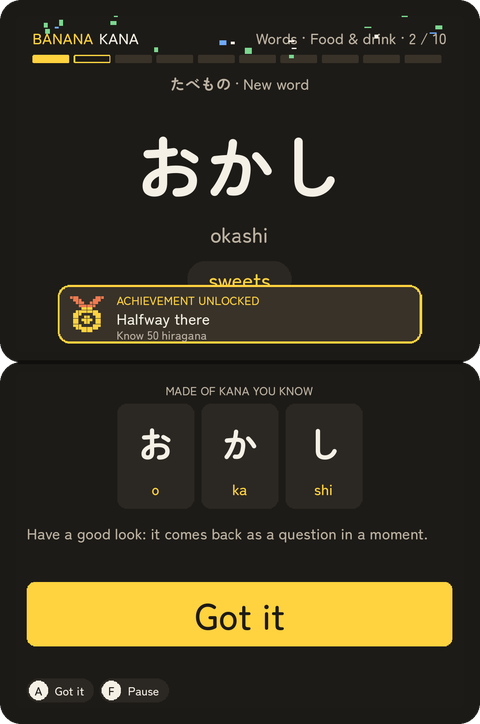 BANANA KANA
Words · Food & drink · 2 / 10
たべもの · New word
おかし
okashi
sweets
ACHIEVEMENT UNLOCKED
Halfway there
Know 50 hiragana
MADE OF KANA YOU KNOW
お か し
o ka shi
Have a good look: it comes back as a question in a moment.
Got it
A Got it F Pause